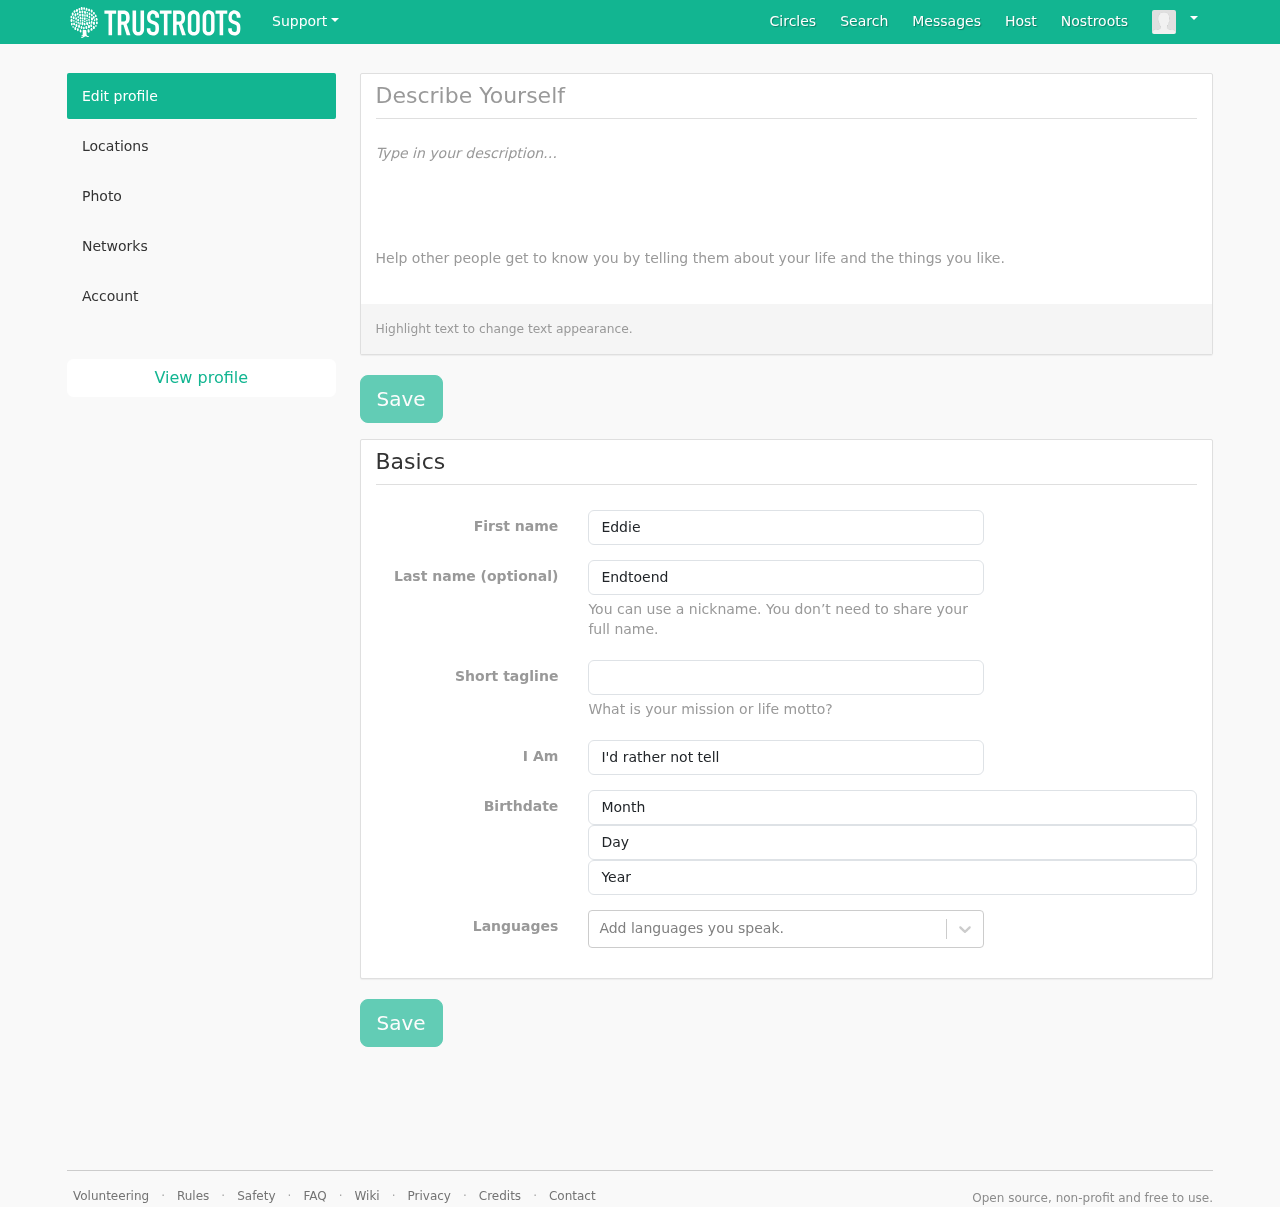 TRUSTROOTS Support Circles Search Messages Host Nostroots
Edit profile
Locations
Photo
Networks
Account
View profile
Describe Yourself
Type in your description…
Help other people get to know you by telling them about your life and the things you like.
Highlight text to change text appearance.
Save
Basics
First name Eddie
Last name (optional) Endtoend
You can use a nickname. You don’t need to share your
full name.
Short tagline
What is your mission or life motto?
I Am I'd rather not tell
Birthdate Month
Day
Year
Languages Add languages you speak.
Save
Volunteering · Rules · Safety · FAQ · Wiki · Privacy · Credits · Contact
Open source, non-profit and free to use.